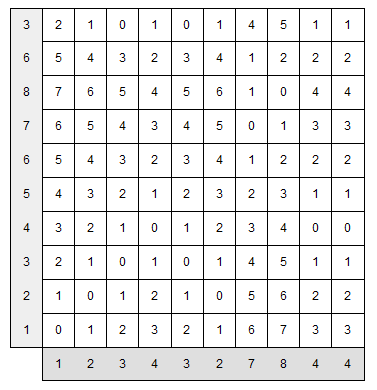 3 2 1 0 1 0 1 4 5 1 1
6 5 4 3 2 3 4 1 2 2 2
8 7 6 5 4 5 6 1 0 4 4
7 6 5 4 3 4 5 0 1 3 3
6 5 4 3 2 3 4 1 2 2 2
5 4 3 2 1 2 3 2 3 1 1
4 3 2 1 0 1 2 3 4 0 0
3 2 1 0 1 0 1 4 5 1 1
2 1 0 1 2 1 0 5 6 2 2
1 0 1 2 3 2 1 6 7 3 3
1 2 3 4 3 2 7 8 4 4